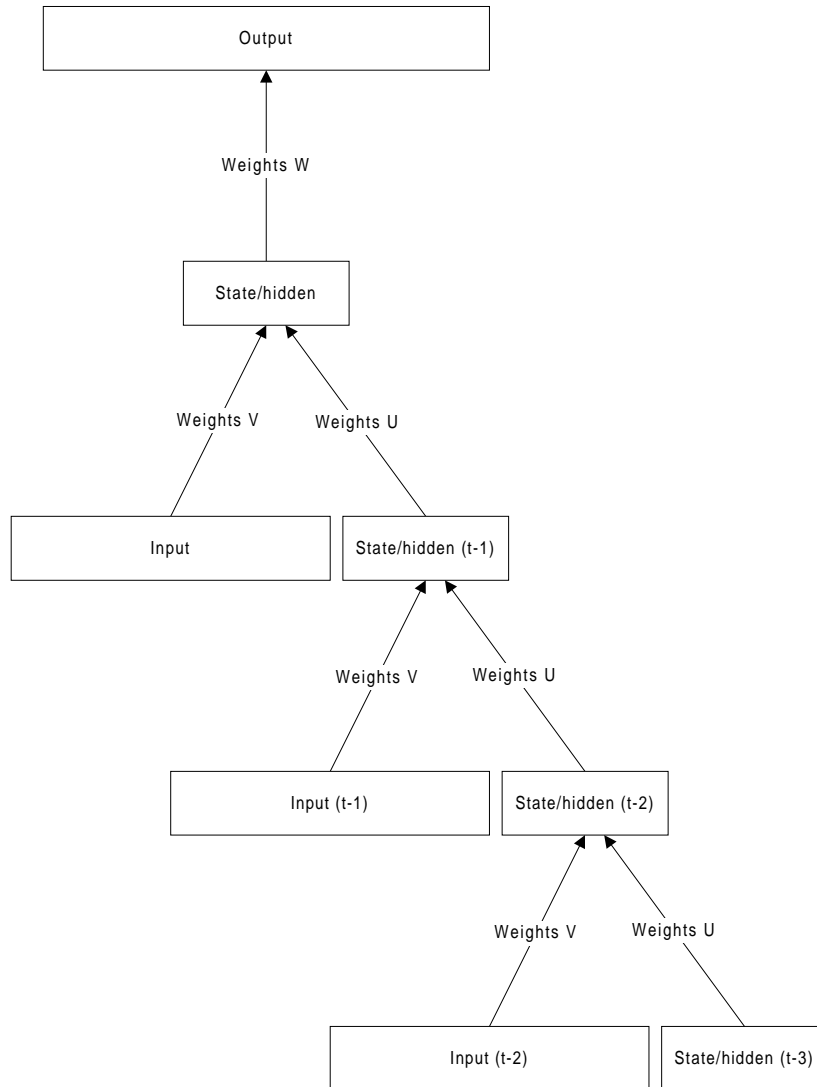 Output
Weights W
State/hidden
Weights V
Weights U
Input
State/hidden (t-1)
Weights V
Weights U
Input (t-1)
State/hidden (t-2)
Weights V
Weights U
Input (t-2)
State/hidden (t-3)